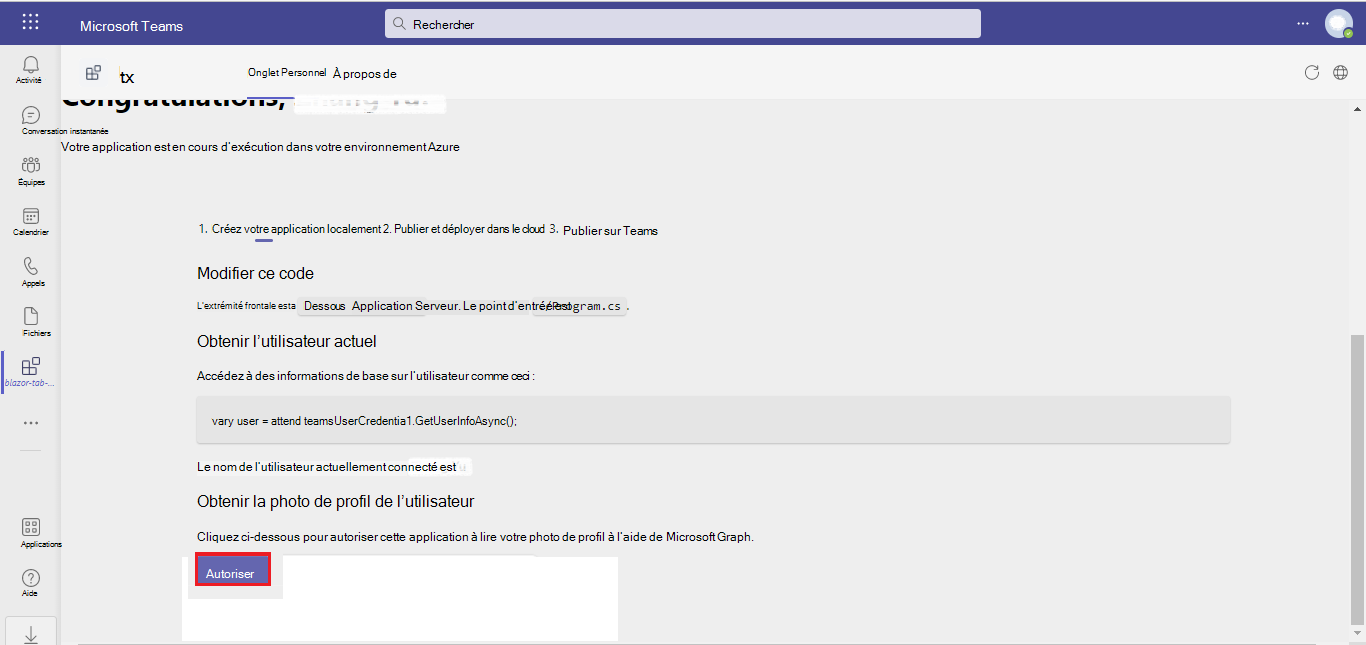 Microsoft Teams
Rechercher
Activité
Conversation instantanée
Équipes
Calendrier
Appels
Fichiers
blazor-tab-...
Applications
Aide
tx
Onglet Personnel
À propos de
Congratulations,
Votre application est en cours d'exécution dans votre environnement Azure
1. Créez votre application localement 2. Publier et déployer dans le cloud 3. Publier sur Teams
Modifier ce code
L'extrémité frontale esta Dessous Application Serveur. Le point d'entrée est /Program.cs .
Obtenir l'utilisateur actuel
Accédez à des informations de base sur l'utilisateur comme ceci :
vary user = attend teamsUserCredentia1.GetUserInfoAsync();
Le nom de l'utilisateur actuellement connecté est
Obtenir la photo de profil de l'utilisateur
Cliquez ci-dessous pour autoriser cette application à lire votre photo de profil à l'aide de Microsoft Graph.
Autoriser